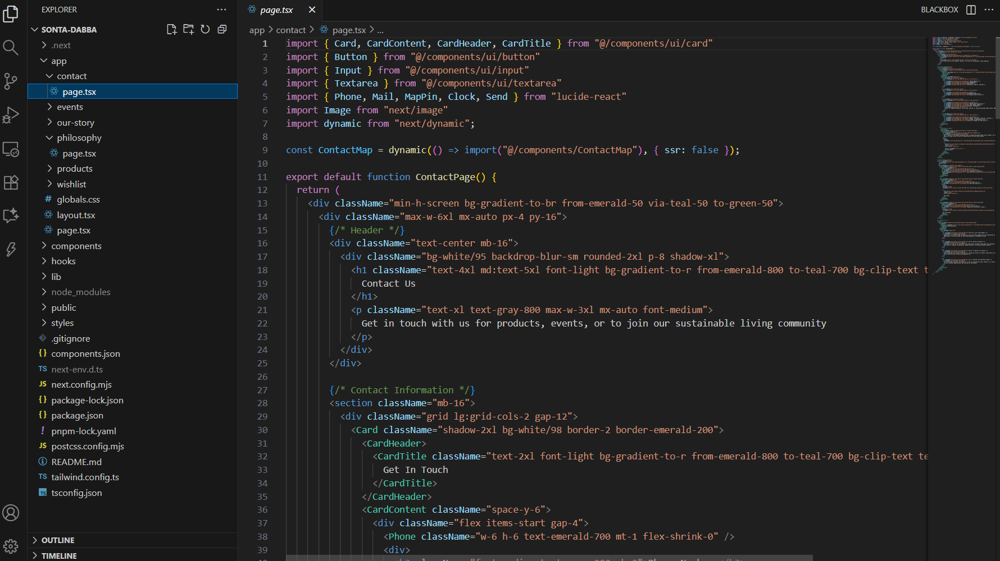 EXPLORER
SONTA-DABBA
.next
app
contact
page.tsx
events
our-story
philosophy
page.tsx
products
wishlist
# globals.css
layout.tsx
page.tsx
components
hooks
lib
node_modules
public
styles
.gitignore
{} components.json
TS next-env.d.ts
JS next.config.mjs
{} package-lock.json
{} package.json
! pnpm-lock.yaml
JS postcss.config.mjs
README.md
TS tailwind.config.ts
TS tsconfig.json
OUTLINE
TIMELINE
page.tsx
BLACKBOX
app > contact > page.tsx > ...
1 import { Card, CardContent, CardHeader, CardTitle } from "@/components/ui/card"
2 import { Button } from "@/components/ui/button"
3 import { Input } from "@/components/ui/input"
4 import { Textarea } from "@/components/ui/textarea"
5 import { Phone, Mail, MapPin, Clock, Send } from "lucide-react"
6 import Image from "next/image"
7 import dynamic from "next/dynamic";
8
9 const ContactMap = dynamic(() => import("@/components/ContactMap"), { ssr: false });
10
11 export default function ContactPage() {
12 return (
13 <div className="min-h-screen bg-gradient-to-br from-emerald-50 via-teal-50 to-green-50">
14 <div className="max-w-6xl mx-auto px-4 py-16">
15 {/* Header */}
16 <div className="text-center mb-16">
17 <div className="bg-white/95 backdrop-blur-sm rounded-2xl p-8 shadow-xl">
18 <h1 className="text-4xl md:text-5xl font-light bg-gradient-to-r from-emerald-800 to-teal-700 bg-clip-text t
19 Contact Us
20 </h1>
21 <p className="text-xl text-gray-800 max-w-3xl mx-auto font-medium">
22 Get in touch with us for products, events, or to join our sustainable living community
23 </p>
24 </div>
25 </div>
26
27 {/* Contact Information */}
28 <section className="mb-16">
29 <div className="grid lg:grid-cols-2 gap-12">
30 <Card className="shadow-2xl bg-white/98 border-2 border-emerald-200">
31 <CardHeader>
32 <CardTitle className="text-2xl font-light bg-gradient-to-r from-emerald-800 to-teal-700 bg-clip-text te
33 Get In Touch
34 </CardTitle>
35 </CardHeader>
36 <CardContent className="space-y-6">
37 <div className="flex items-start gap-4">
38 <Phone className="w-6 h-6 text-emerald-700 mt-1 flex-shrink-0" />
39 <div>